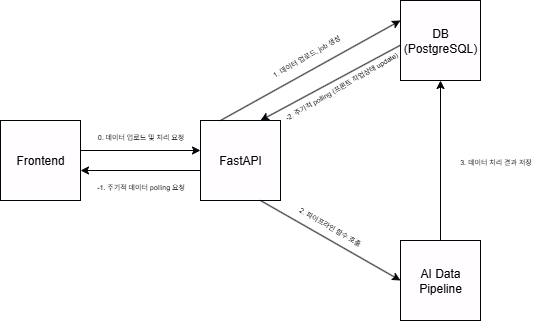 DB
(PostgreSQL)
1. 데이터 업로드, job 생성
-2. 주기적 polling (프론트 작업상태 update)
0. 데이터 업로드 및 처리 요청
Frontend
FastAPI
-1. 주기적 데이터 polling 요청
3. 데이터 처리 결과 저장
2. 파이프라인 함수 호출
AI Data
Pipeline